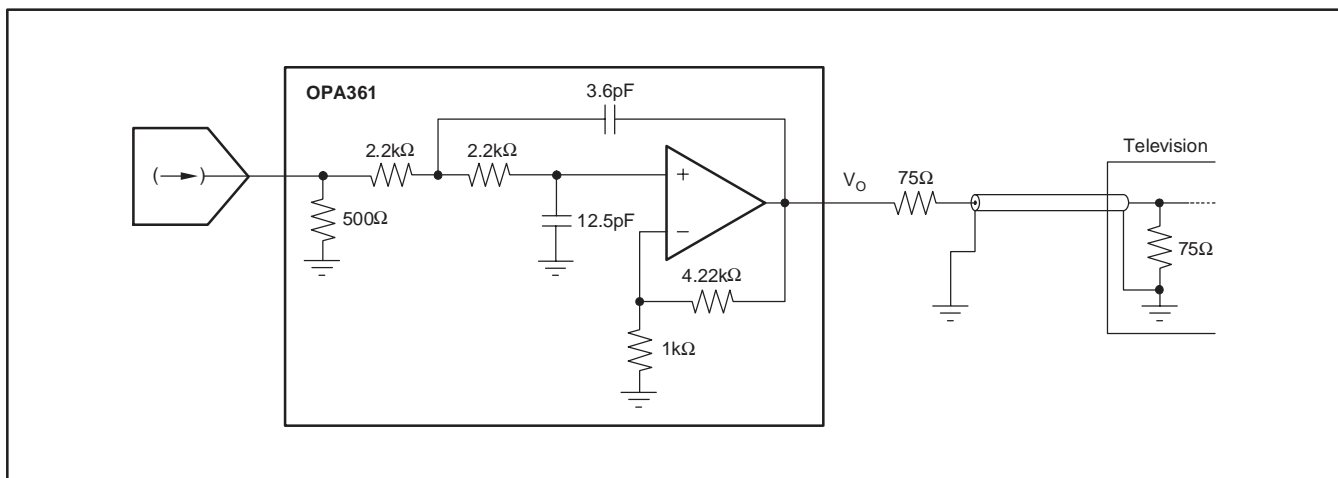 OPA361
3.6pF
2.2kΩ
2.2kΩ
Television
(
)
+
V_O
75Ω
500Ω
12.5pF
−
75Ω
4.22kΩ
1kΩ